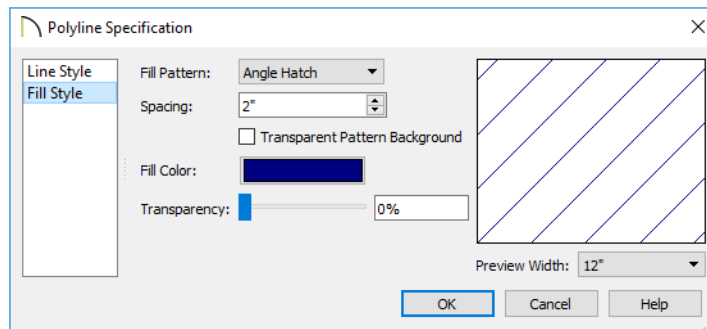 Polyline Specification
Line Style
Fill Style
Fill Pattern: Angle Hatch
Spacing: 2"
Transparent Pattern Background
Fill Color:
Transparency: 0%
Preview Width: 12"
OK Cancel Help